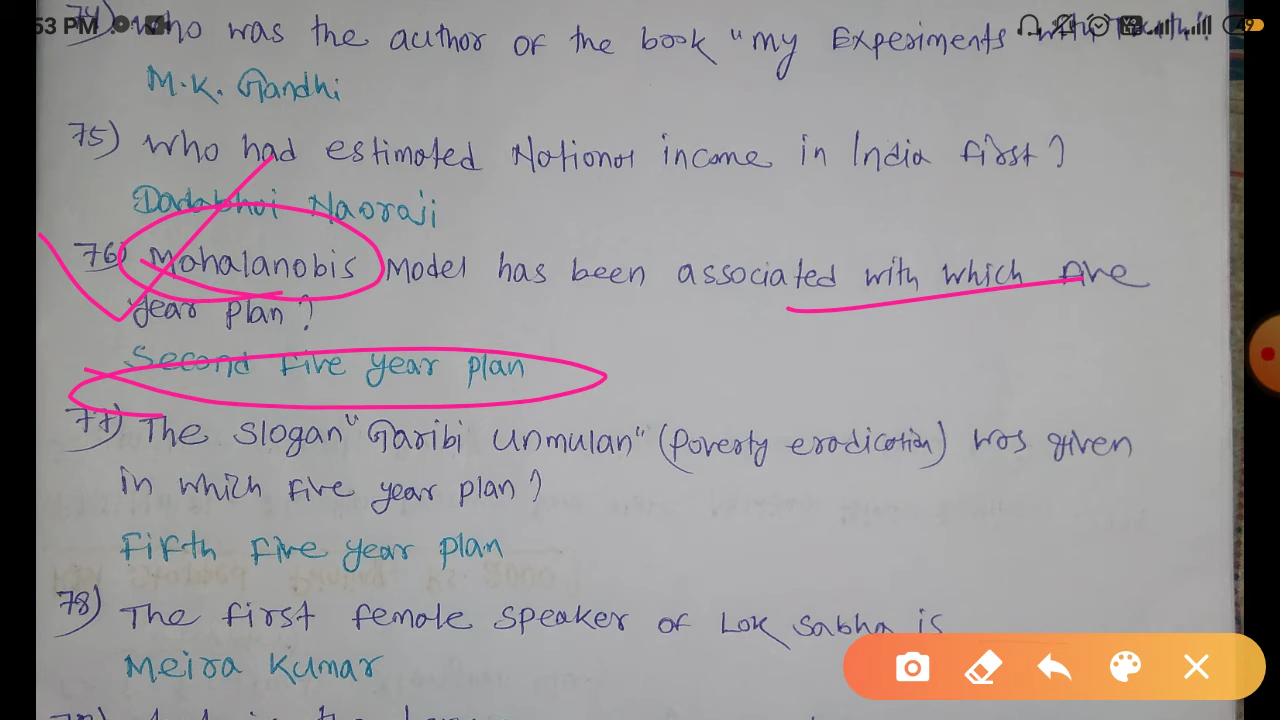 53 PM
74) Who was the author of the book "my Experiments with
M.K. Gandhi
75) Who had estimated National income in India first?
Dadabhai Naoraji
76) Mahalanobis Model has been associated with which five
year plan?
Second Five year plan
77) The slogan "Garibi unmulan" (Poverty eradication) was given
in which five year plan?
Fifth Five year plan
78) The first female speaker of Lok Sabha is
Meira Kumar